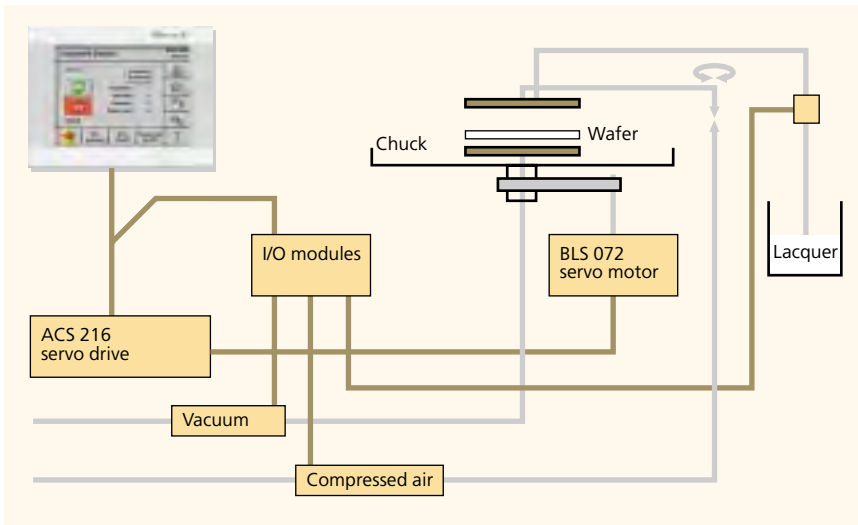 Wafer
Chuck
I/O modules
BLS 072
servo motor
Lacquer
ACS 216
servo drive
Vacuum
Compressed air